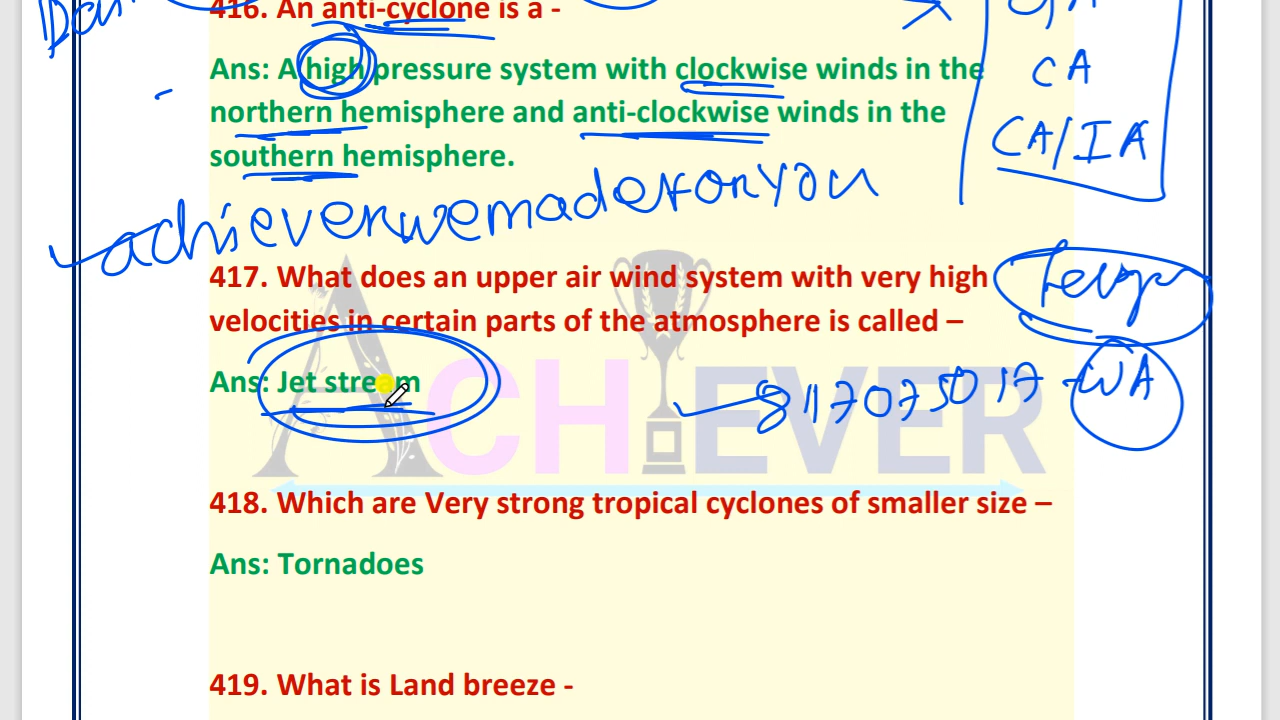 416. An anti-cyclone is a -
G/A
Ans: A high pressure system with clockwise winds in the
CA
northern hemisphere and anti-clockwise winds in the
CA/IA
southern hemisphere.
achieverwemadeforyou
417. What does an upper air wind system with very high
velocities in certain parts of the atmosphere is called –
Ans: Jet stream
8117075017 - WA
ACHIEVER
418. Which are Very strong tropical cyclones of smaller size –
Ans: Tornadoes
419. What is Land breeze -